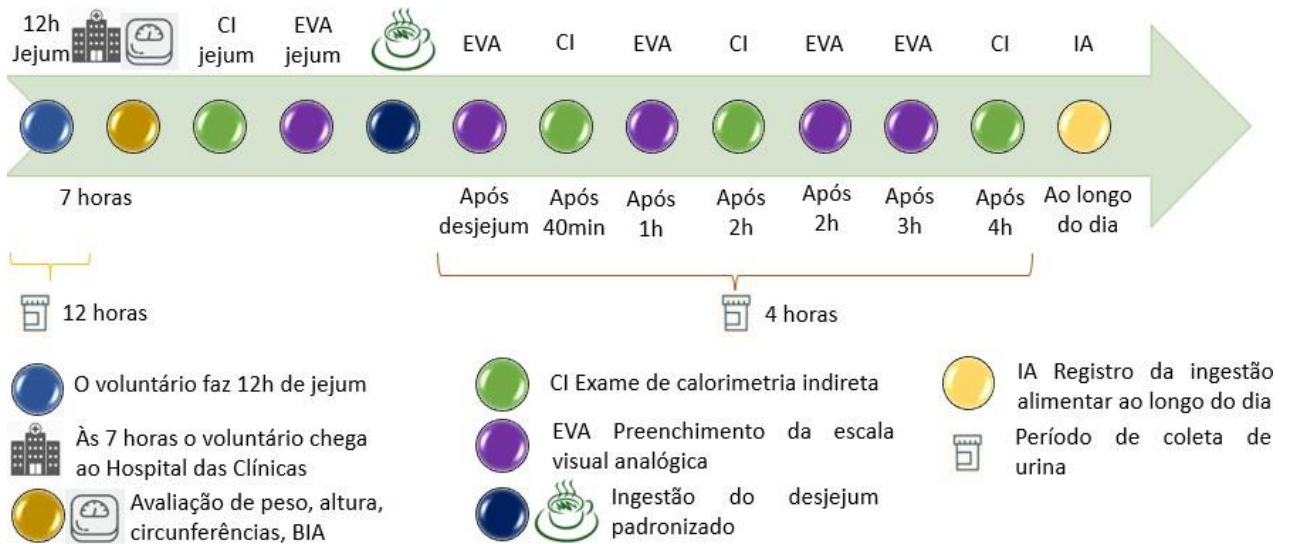 12h
Jejum
CI
jejum
EVA
jejum
EVA
CI
EVA
CI
EVA
EVA
CI
IA
7 horas
Após
desjejum
Após
40min
Após
1h
Após
2h
Após
2h
Após
3h
Após
4h
Ao longo
do dia
12 horas
4 horas
O voluntário faz 12h de jejum
Às 7 horas o voluntário chega
ao Hospital das Clínicas
Avaliação de peso, altura,
circunferências, BIA
CI Exame de calorimetria indireta
EVA Preenchimento da escala
visual analógica
Ingestão do desjejum
padronizado
IA Registro da ingestão
alimentar ao longo do dia
Período de coleta de
urina